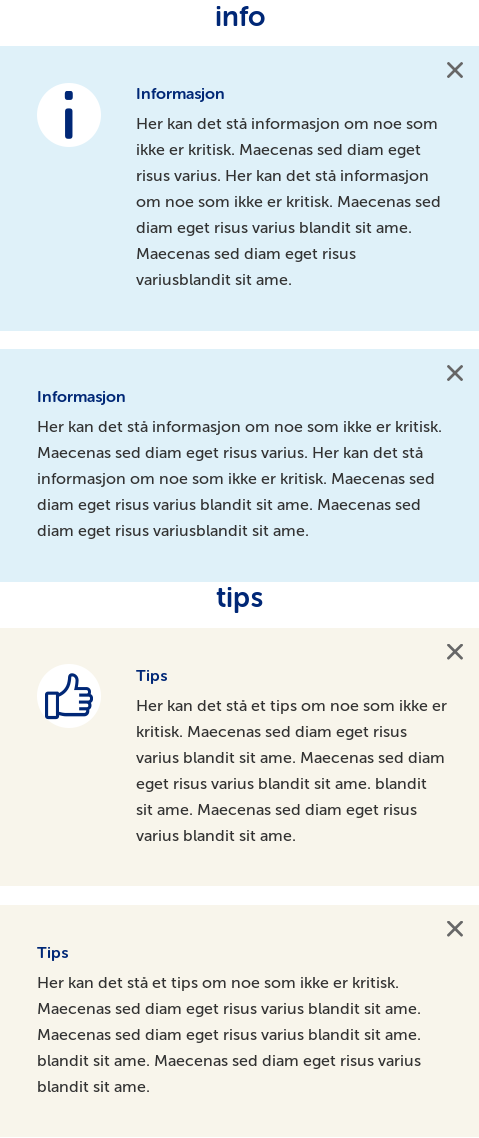 info
Informasjon
Her kan det stå informasjon om noe som
ikke er kritisk. Maecenas sed diam eget
risus varius. Her kan det stå informasjon
om noe som ikke er kritisk. Maecenas sed
diam eget risus varius blandit sit ame.
Maecenas sed diam eget risus
variusblandit sit ame.
Informasjon
Her kan det stå informasjon om noe som ikke er kritisk.
Maecenas sed diam eget risus varius. Her kan det stå
informasjon om noe som ikke er kritisk. Maecenas sed
diam eget risus varius blandit sit ame. Maecenas sed
diam eget risus variusblandit sit ame.
tips
Tips
Her kan det stå et tips om noe som ikke er
kritisk. Maecenas sed diam eget risus
varius blandit sit ame. Maecenas sed diam
eget risus varius blandit sit ame. blandit
sit ame. Maecenas sed diam eget risus
varius blandit sit ame.
Tips
Her kan det stå et tips om noe som ikke er kritisk.
Maecenas sed diam eget risus varius blandit sit ame.
Maecenas sed diam eget risus varius blandit sit ame.
blandit sit ame. Maecenas sed diam eget risus varius
blandit sit ame.